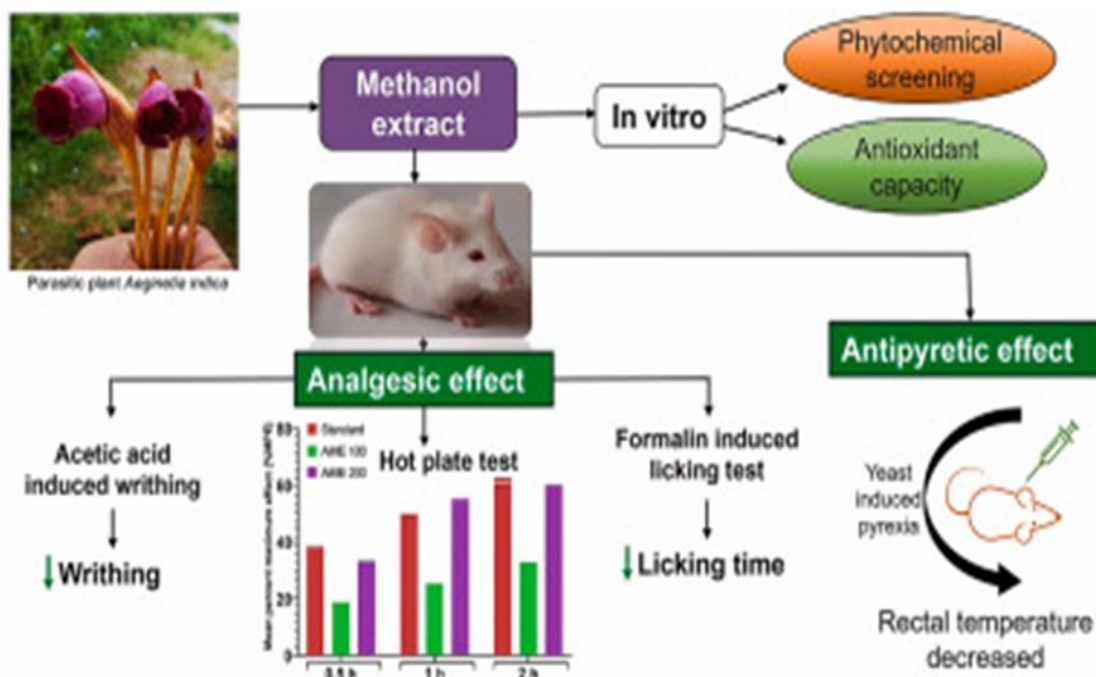 Methanol
extract
In vitro
Phytochemical
screening
Antioxidant
capacity
Parasitic plant Aeginetia indica
Analgesic effect
Antipyretic effect
Acetic acid
induced writhing
↓ Writhing
80
60
40
20
0
Standard
AIME 100
AIME 200
Hot plate test
0.5 h
1 h
2 h
Formalin induced
licking test
↓ Licking time
Yeast
induced
pyrexia
Rectal temperature
decreased